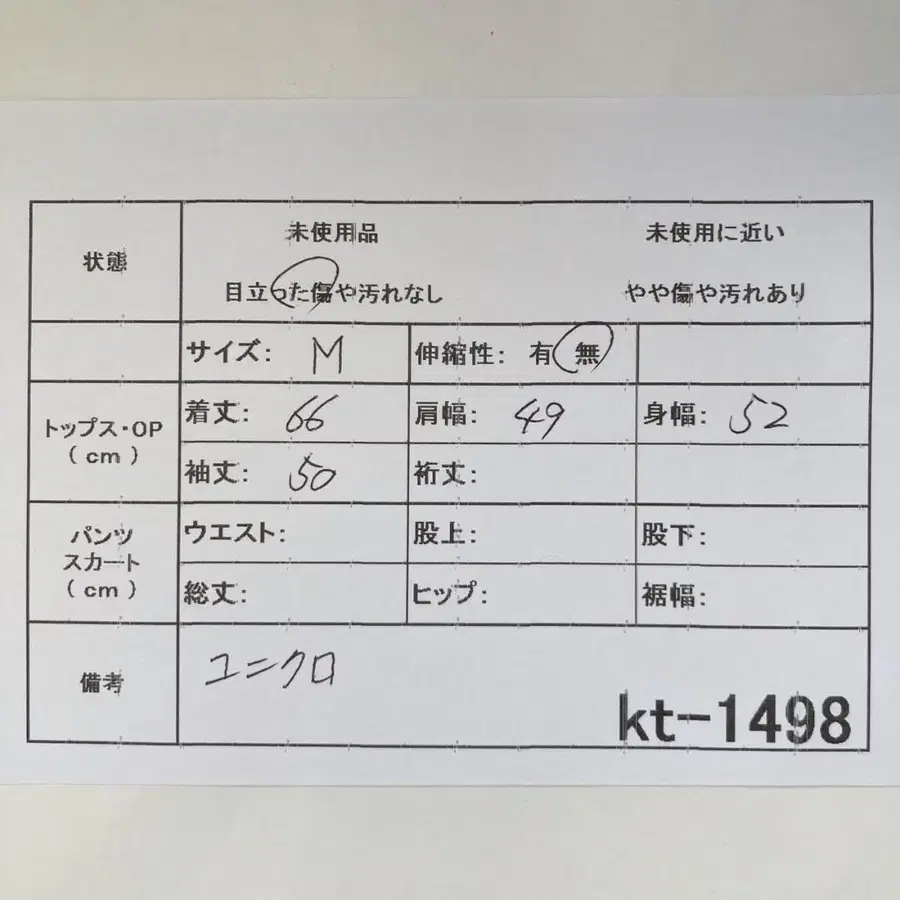 状態
未使用品 未使用に近い
目立った傷や汚れなし やや傷や汚れあり
サイズ: M 伸縮性: 有 無
トップス・OP
(cm)
着丈: 66 肩幅: 49 身幅: 52
袖丈: 50 裄丈:
パンツ
スカート
(cm)
ウエスト: 股上: 股下:
総丈: ヒップ: 裾幅:
備考
ユニクロ
kt-1498